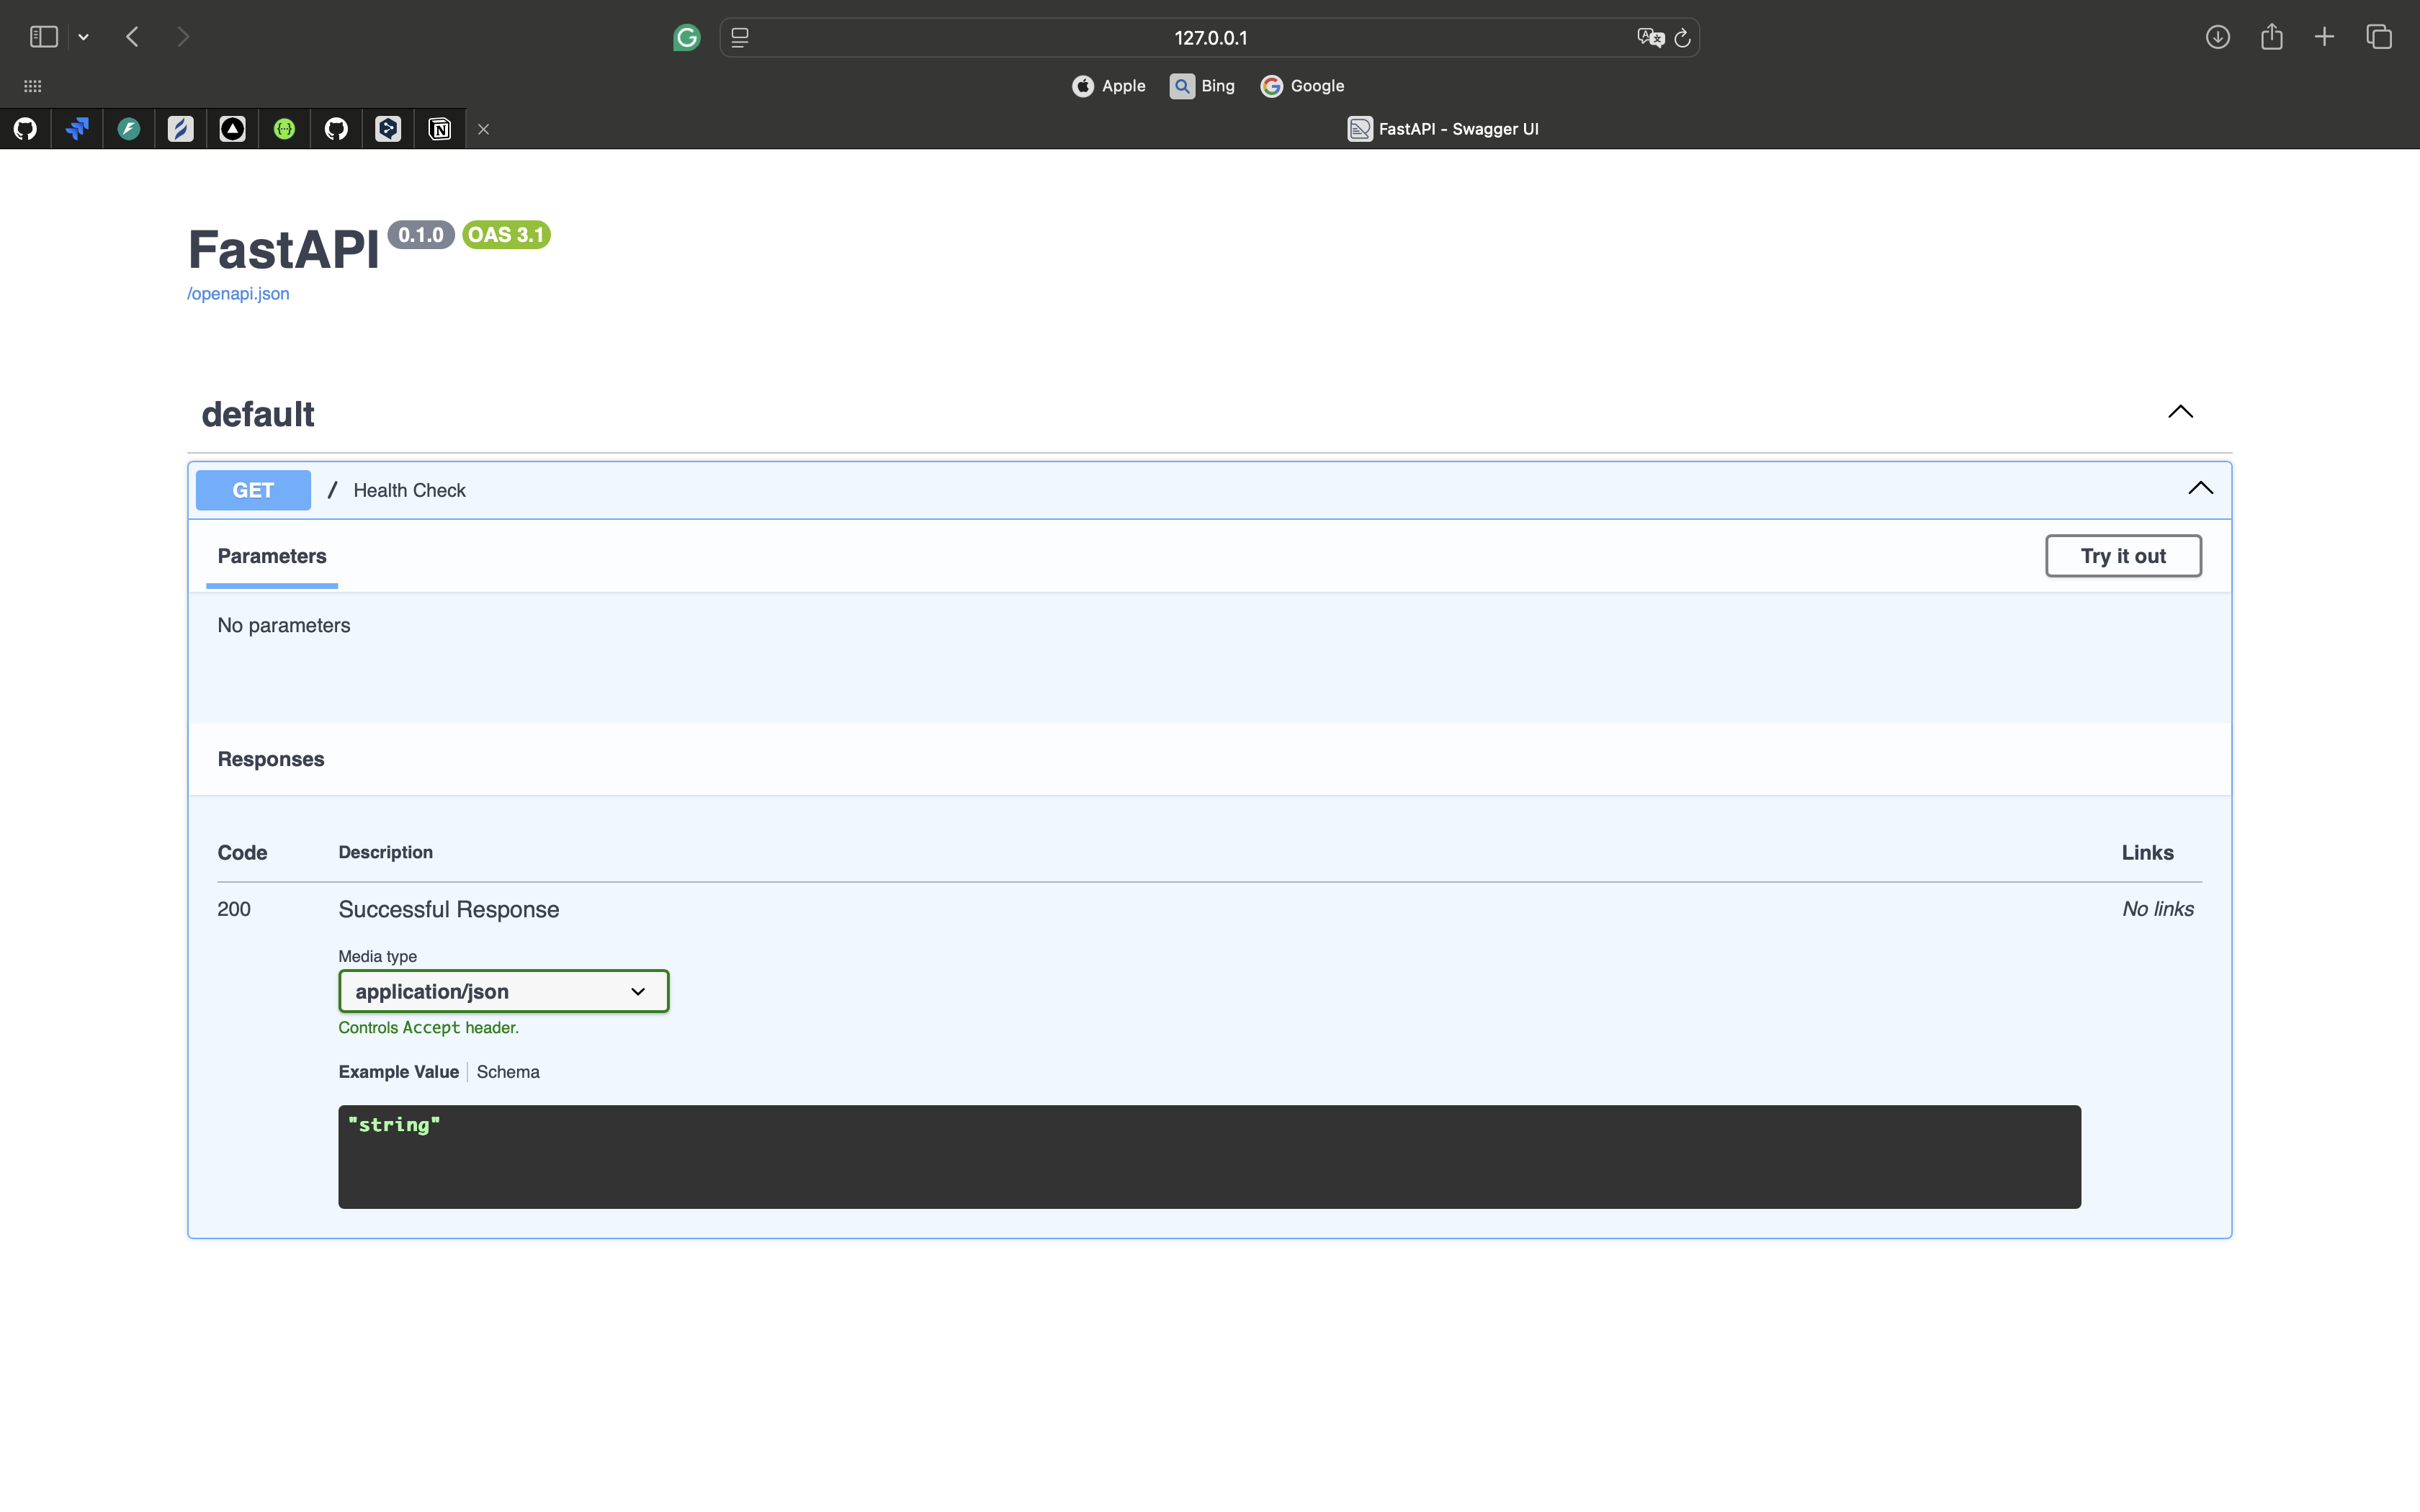 127.0.0.1
Apple
Bing
Google
FastAPI - Swagger UI
FastAPI 0.1.0 OAS 3.1
/openapi.json
default
GET / Health Check
Parameters
Try it out
No parameters
Responses
Code Description Links
200 Successful Response No links
Media type
application/json
Controls Accept header.
Example Value Schema
"string"